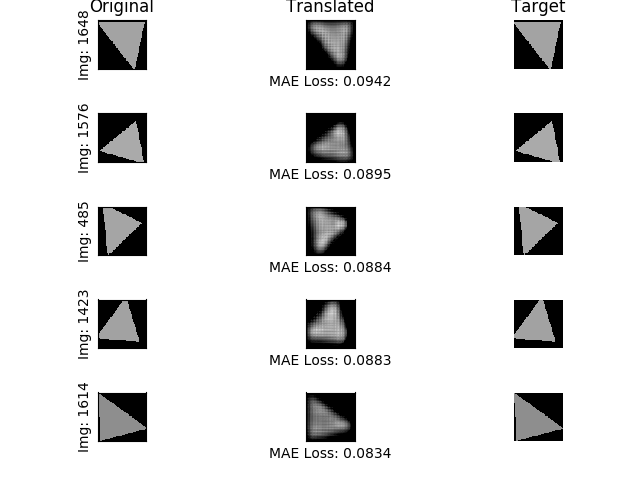 Original Translated Target
Img: 1648
MAE Loss: 0.0942
Img: 1576
MAE Loss: 0.0895
Img: 485
MAE Loss: 0.0884
Img: 1423
MAE Loss: 0.0883
Img: 1614
MAE Loss: 0.0834